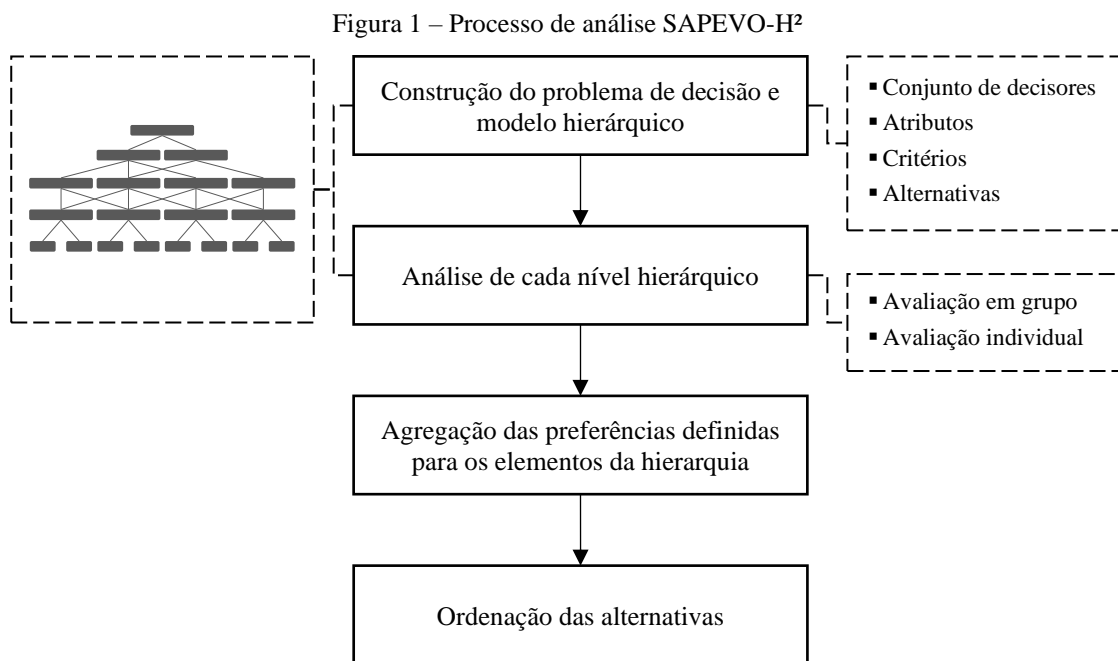 Figura 1 – Processo de análise SAPEVO-H²
Construção do problema de decisão e
modelo hierárquico
▪ Conjunto de decisores
▪ Atributos
▪ Critérios
▪ Alternativas
Análise de cada nível hierárquico
▪ Avaliação em grupo
▪ Avaliação individual
Agregação das preferências definidas
para os elementos da hierarquia
Ordenação das alternativas